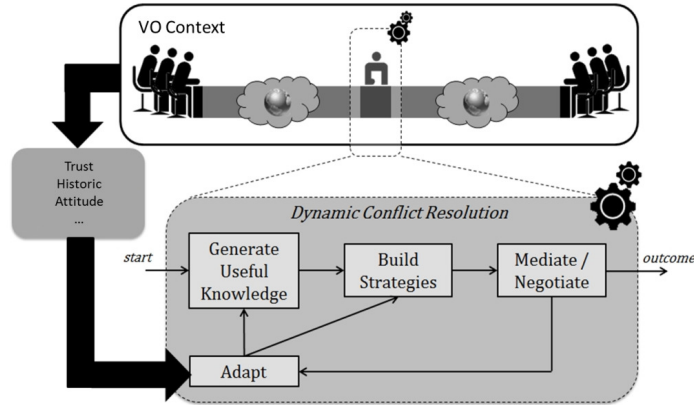 VO Context
Trust
Historic
Attitude
...
Dynamic Conflict Resolution
start
Generate
Useful
Knowledge
Build
Strategies
Mediate /
Negotiate
outcome
Adapt